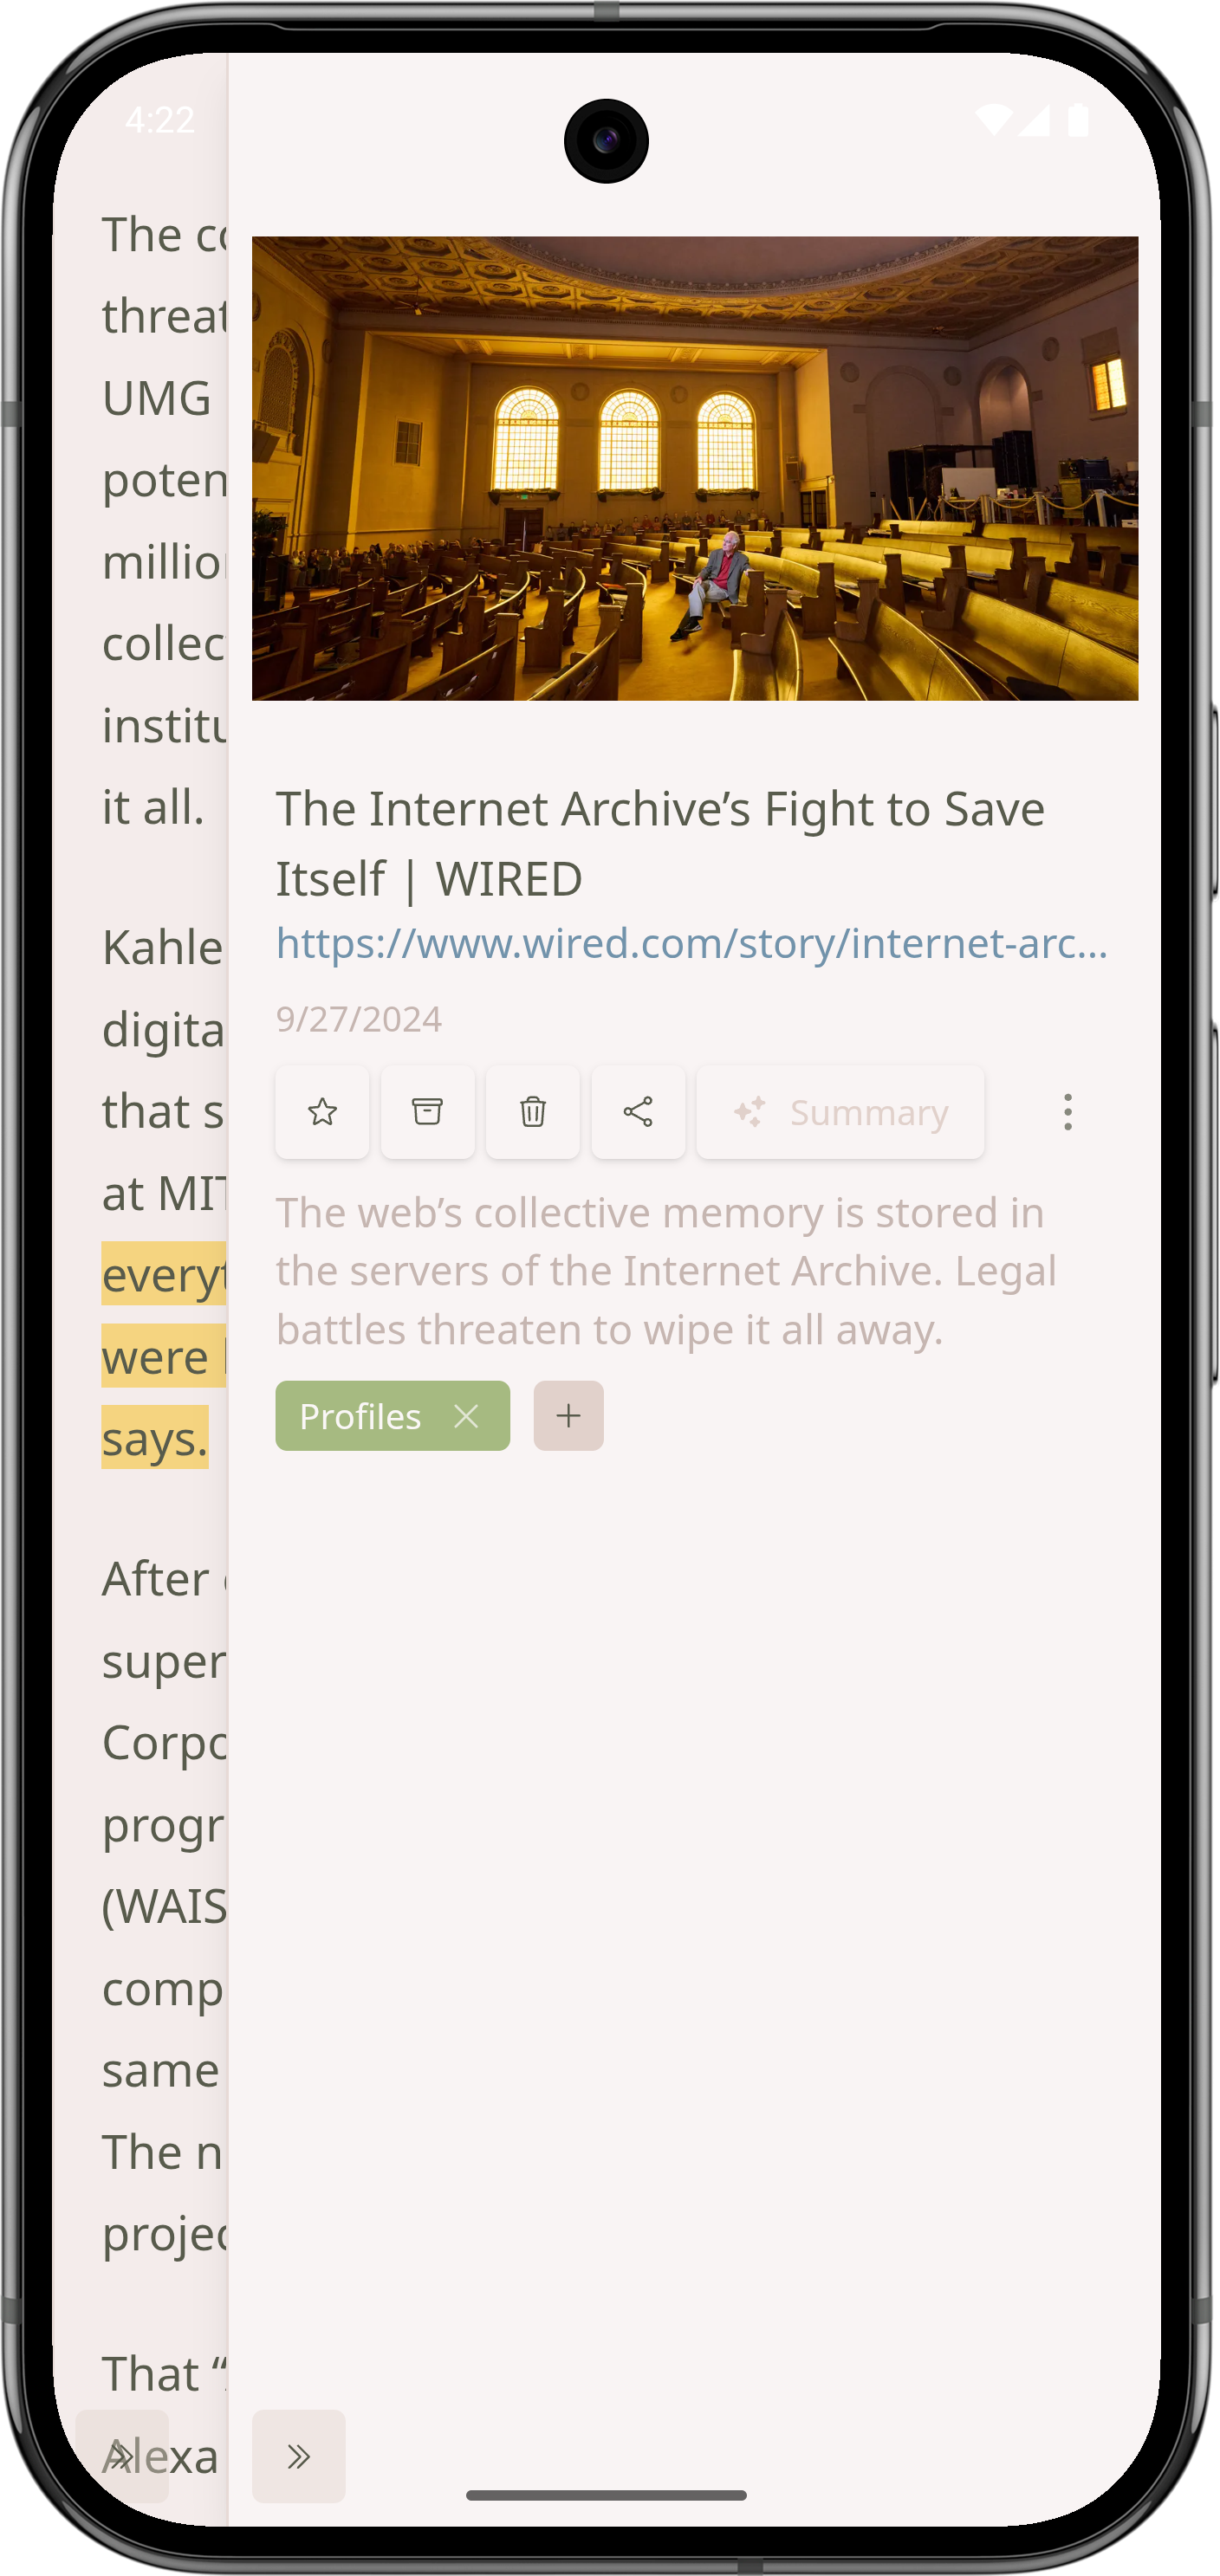 4:22
The co
threat
UMG
poten
million
collec
institu
it all.
Kahle
digita
that s
at MIT
everyt
were
says.
After
super
Corpo
progr
(WAIS
comp
same
The n
projec
That “
Alexa
The Internet Archive’s Fight to Save
Itself | WIRED
https://www.wired.com/story/internet-arc...
9/27/2024
Summary
The web’s collective memory is stored in
the servers of the Internet Archive. Legal
battles threaten to wipe it all away.
Profiles